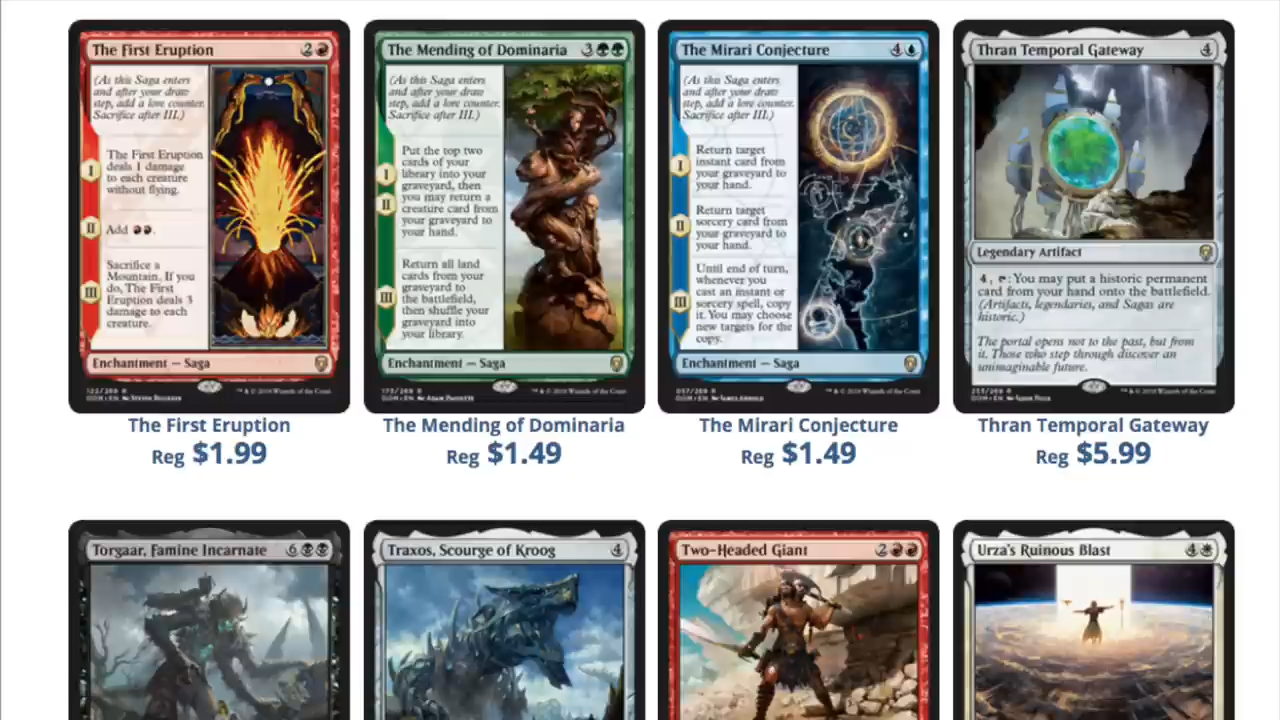 The First Eruption 2
(As this Saga enters
and after your draw
step, add a lore counter.
Sacrifice after III.)
I
The First Eruption
deals 1 damage
to each creature
without flying.
II
Add .
III
Sacrifice a
Mountain. If you
do, The First
Eruption deals 3
damage to each
creature.
Enchantment — Saga
The Mending of Dominaria 3
(As this Saga enters
and after your draw
step, add a lore counter.
Sacrifice after III.)
I
II
Put the top two
cards of your
library into your
graveyard, then
you may return a
creature card from
your graveyard to
your hand.
III
Return all land
cards from your
graveyard to
the battlefield,
then shuffle your
graveyard into
your library.
Enchantment — Saga
The Mirari Conjecture 4
(As this Saga enters
and after your draw
step, add a lore counter.
Sacrifice after III.)
I
Return target
instant card from
your graveyard to
your hand.
II
Return target
sorcery card from
your graveyard to
your hand.
III
Until end of turn,
whenever you
cast an instant or
sorcery spell, copy
it. You may choose
new targets for the
copy.
Enchantment — Saga
Thran Temporal Gateway 4
Legendary Artifact
4, : You may put a historic permanent
card from your hand onto the battlefield.
(Artifacts, legendaries, and Sagas are
historic.)
The portal opens not to the past, but from
it. Those who step through discover an
unimaginable future.
The First Eruption
Reg $1.99
The Mending of Dominaria
Reg $1.49
The Mirari Conjecture
Reg $1.49
Thran Temporal Gateway
Reg $5.99
Torgaar, Famine Incarnate 6
Traxos, Scourge of Kroog 4
Two-Headed Giant 2
Urza's Ruinous Blast 4